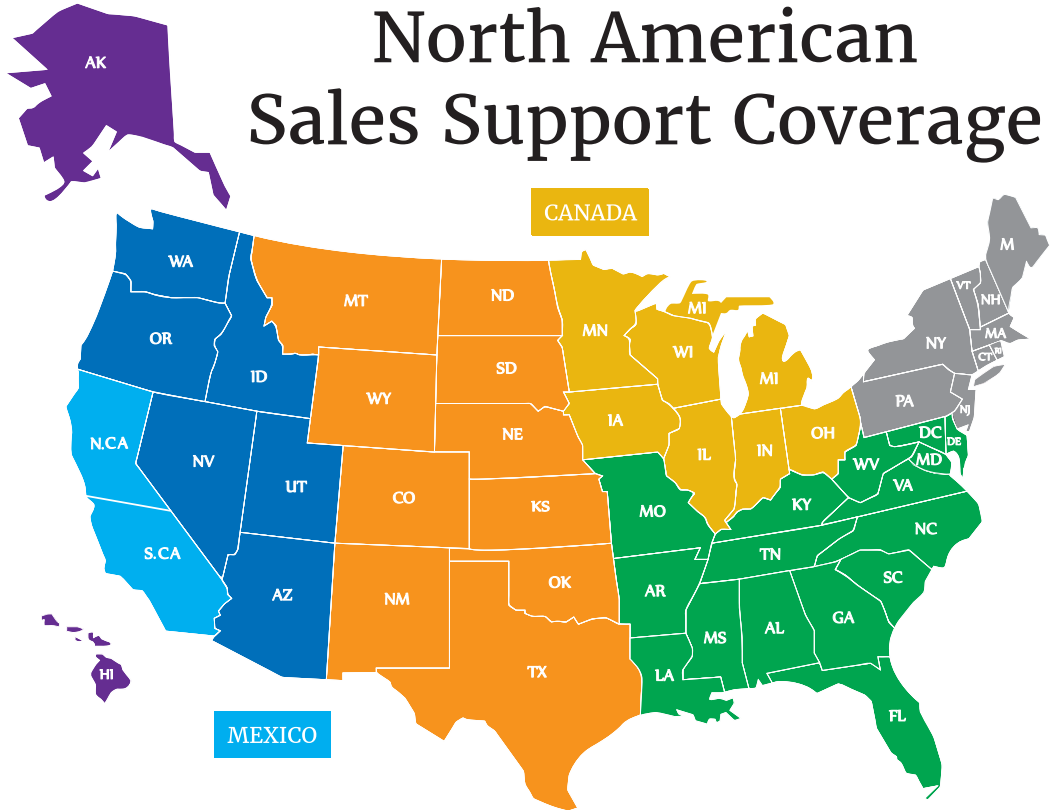 North American
Sales Support Coverage
AK
CANADA
M
WA
VT
NH
MT
ND
MI
MN
MA
OR
NY
WI
CT
RI
ID
SD
MI
WY
PA
NJ
IA
NE
OH
DC
DE
N.CA
IL
IN
MD
NV
WV
UT
VA
CO
KS
KY
MO
NC
S.CA
TN
OK
SC
AZ
NM
AR
GA
AL
MS
HI
TX
LA
FL
MEXICO